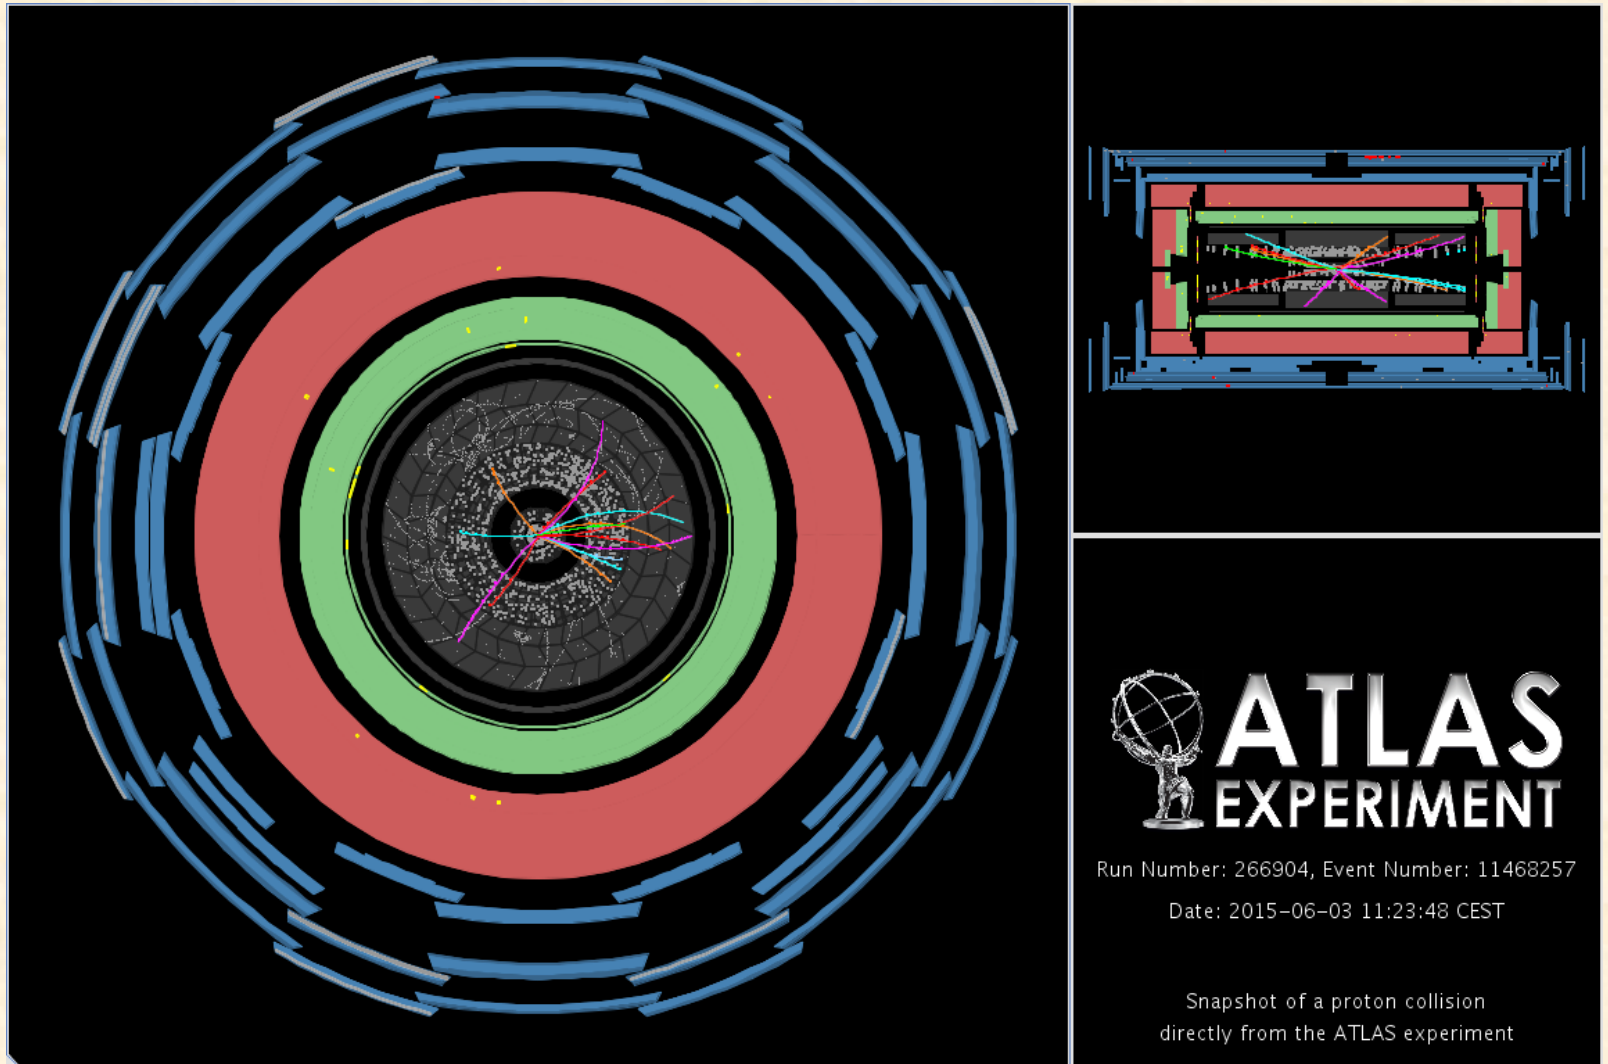 ATLAS
EXPERIMENT
Run Number: 266904, Event Number: 11468257
Date: 2015-06-03 11:23:48 CEST
Snapshot of a proton collision
directly from the ATLAS experiment